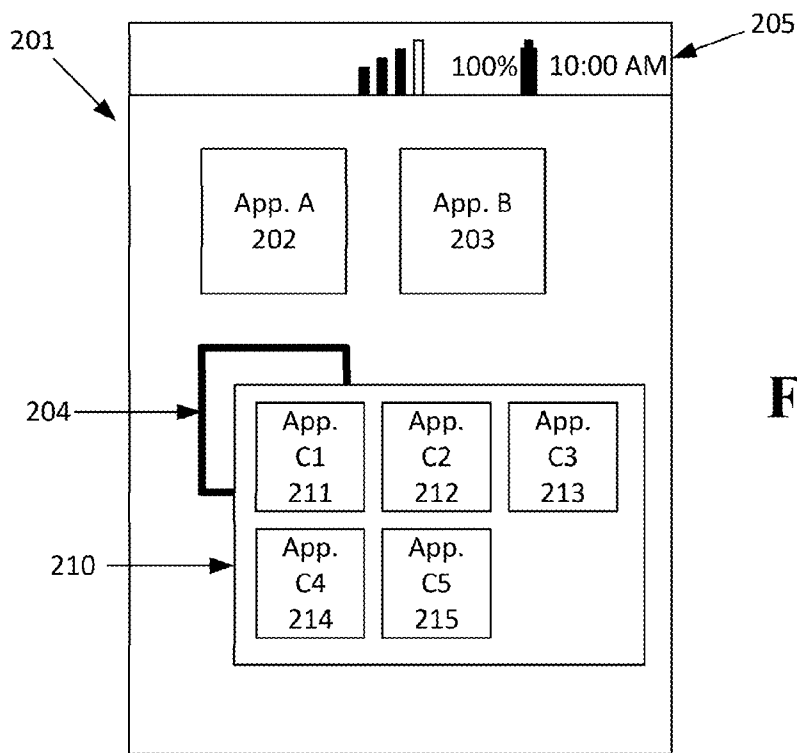 201
205
100% 10:00 AM
App. A
202
App. B
203
204
App.
C1
211
App.
C2
212
App.
C3
213
210
App.
C4
214
App.
C5
215
F